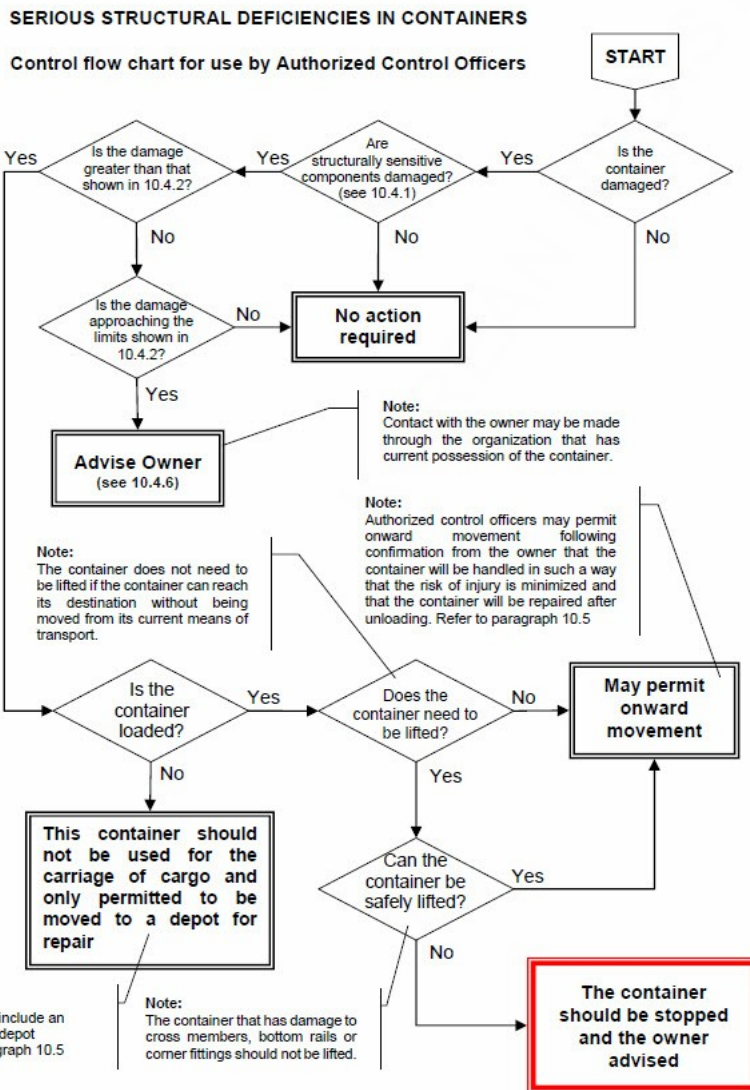 SERIOUS STRUCTURAL DEFICIENCIES IN CONTAINERS
Control flow chart for use by Authorized Control Officers
START
Is the
container
damaged?
Yes
No
Are
structurally sensitive
components damaged?
(see 10.4.1)
Yes
No
Is the damage
greater than that
shown in 10.4.2?
Yes
No
Is the damage
approaching the
limits shown in
10.4.2?
No
Yes
No action
required
Advise Owner
(see 10.4.6)
Note:
Contact with the owner may be made
through the organization that has
current possession of the container.
Note:
Authorized control officers may permit
onward movement following
confirmation from the owner that the
container will be handled in such a way
that the risk of injury is minimized and
that the container will be repaired after
unloading. Refer to paragraph 10.5
Note:
The container does not need to
be lifted if the container can reach
its destination without being
moved from its current means of
transport.
Is the
container
loaded?
Yes
No
Does the
container need to
be lifted?
No
Yes
May permit
onward
movement
This container should
not be used for the
carriage of cargo and
only permitted to be
moved to a depot for
repair
Can the
container be
safely lifted?
Yes
No
include an
depot
graph 10.5
Note:
The container that has damage to
cross members, bottom rails or
corner fittings should not be lifted.
The container
should be stopped
and the owner
advised